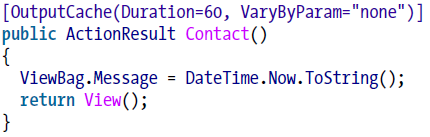 [OutputCache(Duration=60, VaryByParam="none")]
public ActionResult Contact()
{
  ViewBag.Message = DateTime.Now.ToString();
  return View();
}